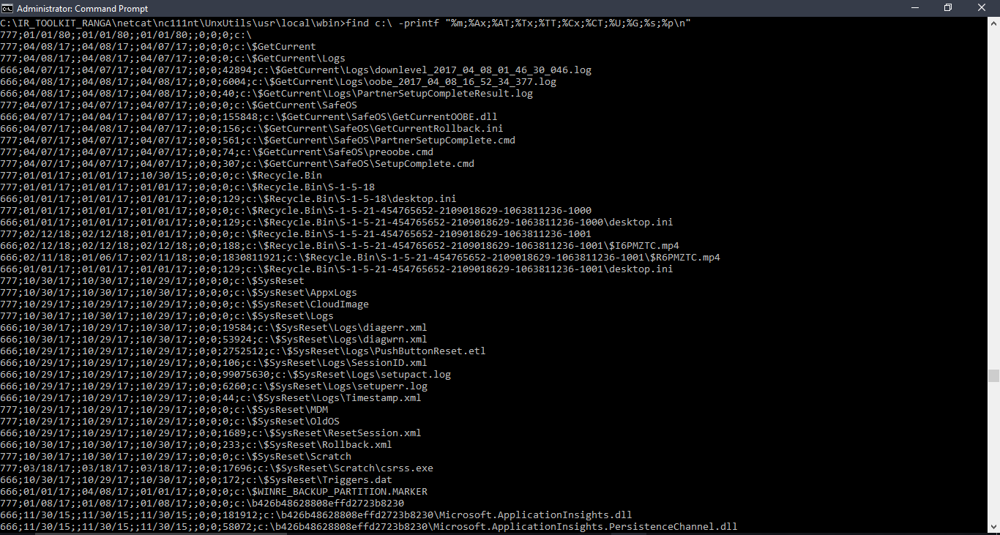 Administrator: Command Prompt
C:\IR_TOOLKIT_RANGA\netcat\nc111nt\UnxUtils\usr\local\wbin>find c:\ -printf "%m;%Ax;%AT;%Tx;%TT;%Cx;%CT;%U;%G;%s;%p\n"
777;01/01/80;;01/01/80;;01/01/80;;0;0;0;c:\
777;04/08/17;;04/08/17;;04/07/17;;0;0;0;c:\$GetCurrent
777;04/08/17;;04/08/17;;04/07/17;;0;0;0;c:\$GetCurrent\Logs
666;04/07/17;;04/07/17;;04/07/17;;0;0;42894;c:\$GetCurrent\Logs\downlevel_2017_04_08_01_46_30_046.log
666;04/08/17;;04/08/17;;04/08/17;;0;0;6004;c:\$GetCurrent\Logs\oobe_2017_04_08_16_52_34_377.log
666;04/08/17;;04/08/17;;04/08/17;;0;0;40;c:\$GetCurrent\Logs\PartnerSetupCompleteResult.log
777;04/07/17;;04/07/17;;04/07/17;;0;0;0;c:\$GetCurrent\SafeOS
666;04/07/17;;04/04/17;;04/07/17;;0;0;155848;c:\$GetCurrent\SafeOS\GetCurrentOOBE.dll
666;04/07/17;;04/08/17;;04/07/17;;0;0;156;c:\$GetCurrent\SafeOS\GetCurrentRollback.ini
777;04/07/17;;04/07/17;;04/07/17;;0;0;561;c:\$GetCurrent\SafeOS\PartnerSetupComplete.cmd
777;04/07/17;;04/07/17;;04/07/17;;0;0;74;c:\$GetCurrent\SafeOS\preoobe.cmd
777;04/07/17;;04/07/17;;04/07/17;;0;0;307;c:\$GetCurrent\SafeOS\SetupComplete.cmd
777;01/01/17;;01/01/17;;10/30/15;;0;0;0;c:\$Recycle.Bin
777;01/01/17;;01/01/17;;01/01/17;;0;0;0;c:\$Recycle.Bin\S-1-5-18
666;01/01/17;;01/01/17;;01/01/17;;0;0;129;c:\$Recycle.Bin\S-1-5-18\desktop.ini
777;01/01/17;;01/01/17;;01/01/17;;0;0;0;c:\$Recycle.Bin\S-1-5-21-454765652-2109018629-1063811236-1000
666;01/01/17;;01/01/17;;01/01/17;;0;0;129;c:\$Recycle.Bin\S-1-5-21-454765652-2109018629-1063811236-1000\desktop.ini
777;02/12/18;;02/12/18;;01/01/17;;0;0;0;c:\$Recycle.Bin\S-1-5-21-454765652-2109018629-1063811236-1001
666;02/12/18;;02/12/18;;02/12/18;;0;0;188;c:\$Recycle.Bin\S-1-5-21-454765652-2109018629-1063811236-1001\$I6PMZTC.mp4
666;02/11/18;;01/06/17;;02/11/18;;0;0;1830811921;c:\$Recycle.Bin\S-1-5-21-454765652-2109018629-1063811236-1001\$R6PMZTC.mp4
666;01/01/17;;01/01/17;;01/01/17;;0;0;129;c:\$Recycle.Bin\S-1-5-21-454765652-2109018629-1063811236-1001\desktop.ini
777;10/30/17;;10/30/17;;10/29/17;;0;0;0;c:\$SysReset
777;10/30/17;;10/30/17;;10/30/17;;0;0;0;c:\$SysReset\AppxLogs
777;10/29/17;;10/29/17;;10/29/17;;0;0;0;c:\$SysReset\CloudImage
777;10/30/17;;10/30/17;;10/29/17;;0;0;0;c:\$SysReset\Logs
666;10/30/17;;10/29/17;;10/30/17;;0;0;19584;c:\$SysReset\Logs\diagerr.xml
666;10/30/17;;10/29/17;;10/30/17;;0;0;53924;c:\$SysReset\Logs\diagwrn.xml
666;10/29/17;;10/29/17;;10/29/17;;0;0;2752512;c:\$SysReset\Logs\PushButtonReset.etl
666;10/29/17;;10/29/17;;10/29/17;;0;0;106;c:\$SysReset\Logs\SessionID.xml
666;10/29/17;;10/29/17;;10/29/17;;0;0;99075630;c:\$SysReset\Logs\setupact.log
666;10/29/17;;10/29/17;;10/29/17;;0;0;6260;c:\$SysReset\Logs\setuperr.log
666;10/29/17;;10/29/17;;10/29/17;;0;0;44;c:\$SysReset\Logs\Timestamp.xml
777;10/29/17;;10/29/17;;10/29/17;;0;0;0;c:\$SysReset\MDM
777;10/29/17;;10/29/17;;10/29/17;;0;0;0;c:\$SysReset\OldOS
666;10/29/17;;10/29/17;;10/29/17;;0;0;1689;c:\$SysReset\ResetSession.xml
666;10/30/17;;10/30/17;;10/30/17;;0;0;233;c:\$SysReset\Rollback.xml
777;10/30/17;;10/30/17;;10/29/17;;0;0;0;c:\$SysReset\Scratch
777;03/18/17;;03/18/17;;03/18/17;;0;0;17696;c:\$SysReset\Scratch\csrss.exe
666;10/30/17;;10/29/17;;10/30/17;;0;0;172;c:\$SysReset\Triggers.dat
666;01/01/17;;04/08/17;;01/01/17;;0;0;0;c:\$WINRE_BACKUP_PARTITION.MARKER
777;01/08/17;;01/08/17;;01/08/17;;0;0;0;c:\b426b48628808effd2723b8230
666;11/30/15;;11/30/15;;11/30/15;;0;0;181912;c:\b426b48628808effd2723b8230\Microsoft.ApplicationInsights.dll
666;11/30/15;;11/30/15;;11/30/15;;0;0;58072;c:\b426b48628808effd2723b8230\Microsoft.ApplicationInsights.PersistenceChannel.dll